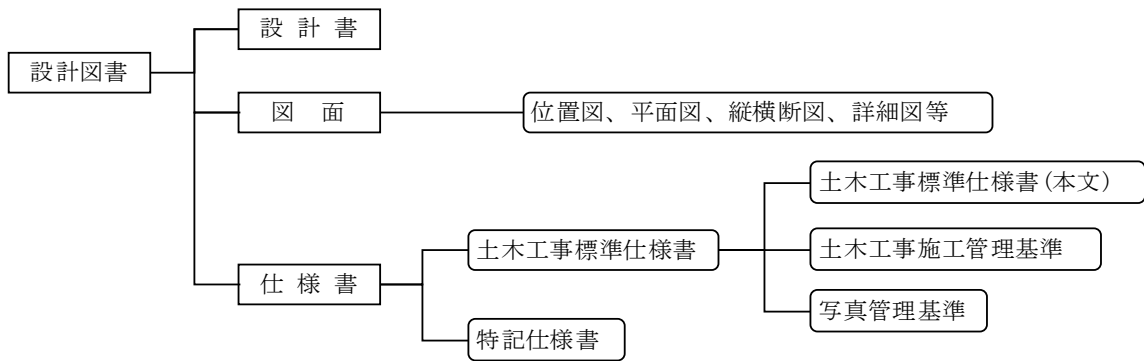 設計書
設計図書
図面
位置図、平面図、縦横断図、詳細図等
土木工事標準仕様書(本文)
土木工事標準仕様書
土木工事施工管理基準
仕様書
写真管理基準
特記仕様書